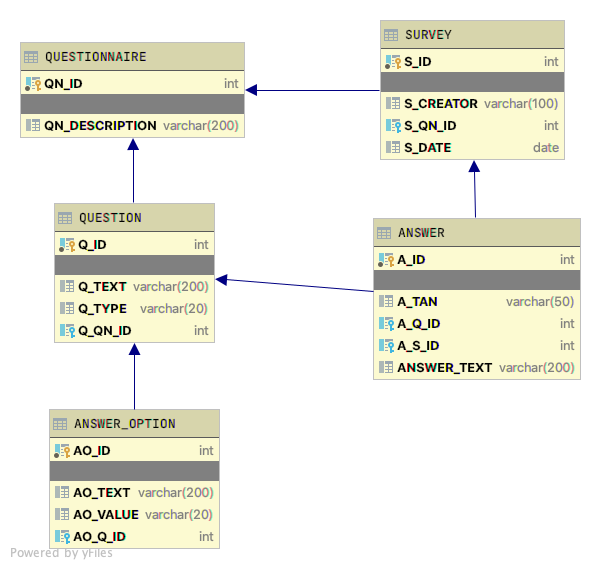 QUESTIONNAIRE
QN_ID int
QN_DESCRIPTION varchar(200)
SURVEY
S_ID int
S_CREATOR varchar(100)
S_QN_ID int
S_DATE date
QUESTION
Q_ID int
Q_TEXT varchar(200)
Q_TYPE varchar(20)
Q_QN_ID int
ANSWER
A_ID int
A_TAN varchar(50)
A_Q_ID int
A_S_ID int
ANSWER_TEXT varchar(200)
ANSWER_OPTION
AO_ID int
AO_TEXT varchar(200)
AO_VALUE varchar(20)
AO_Q_ID int
Powered by yFiles